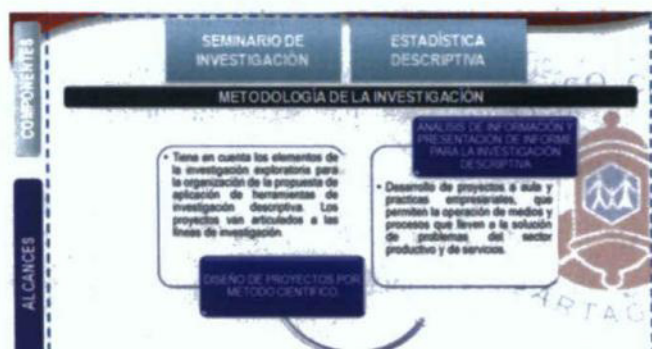 COMPONENTES
SEMINARIO DE
INVESTIGACIÓN
ESTADÍSTICA
DESCRIPTIVA
METODOLOGÍA DE LA INVESTIGACIÓN
ALCANCES
• Tiene en cuenta los elementos de
la investigación exploratoria para
la organización de la propuesta de
aplicación de herramientas de
investigación descriptiva. Los
proyectos van articulados a las
líneas de investigación.
DISEÑO DE PROYECTOS POR
METODO CIENTÍFICO.
ANÁLISIS DE INFORMACIÓN Y
PRESENTACIÓN DE INFORME
PARA LA INVESTIGACIÓN
DESCRIPTIVA
• Desarrollo de proyectos a aula y
practicas empresariales, que
permiten la operación de medios y
procesos que lleven a la solución
de problemas del sector
productivo y de servicios.
ARTAG